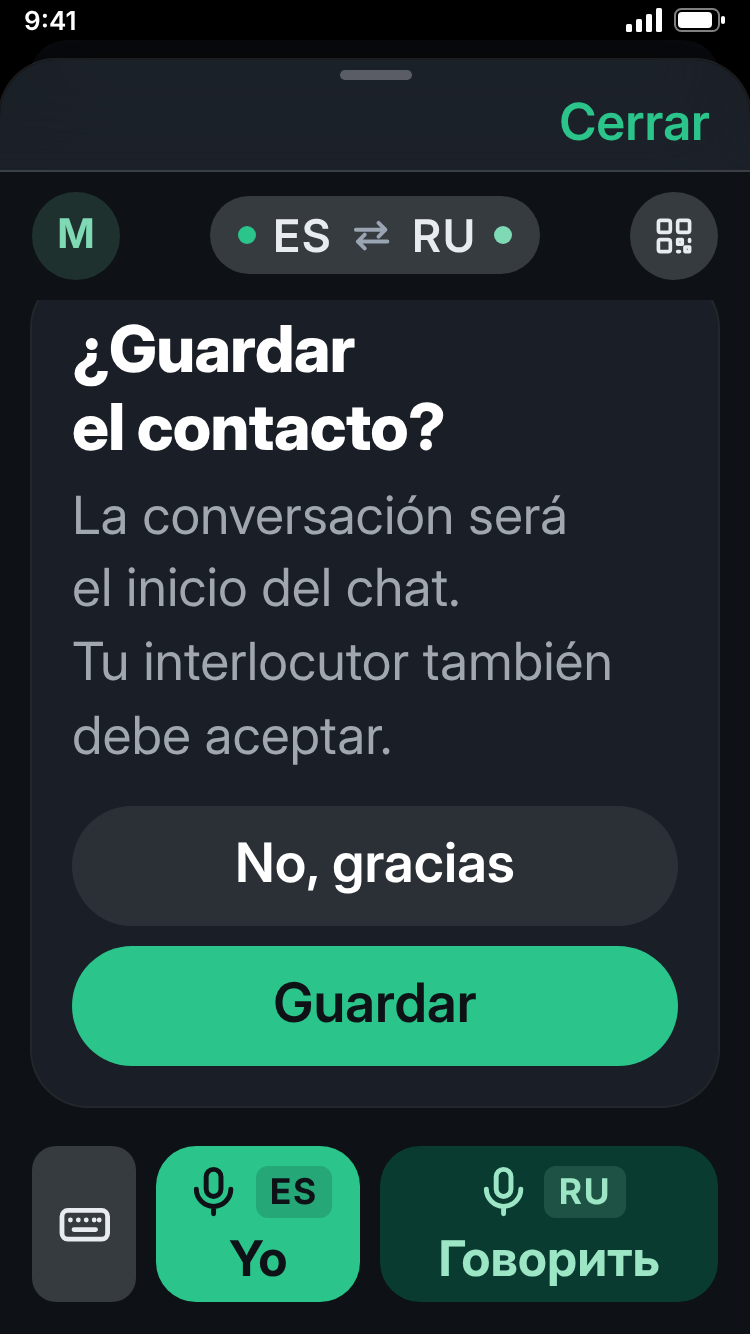 9:41
Cerrar
M
ES RU
¿Guardar
el contacto?
La conversación será
el inicio del chat.
Tu interlocutor también
debe aceptar.
No, gracias
Guardar
ES
Yo
RU
Говорить